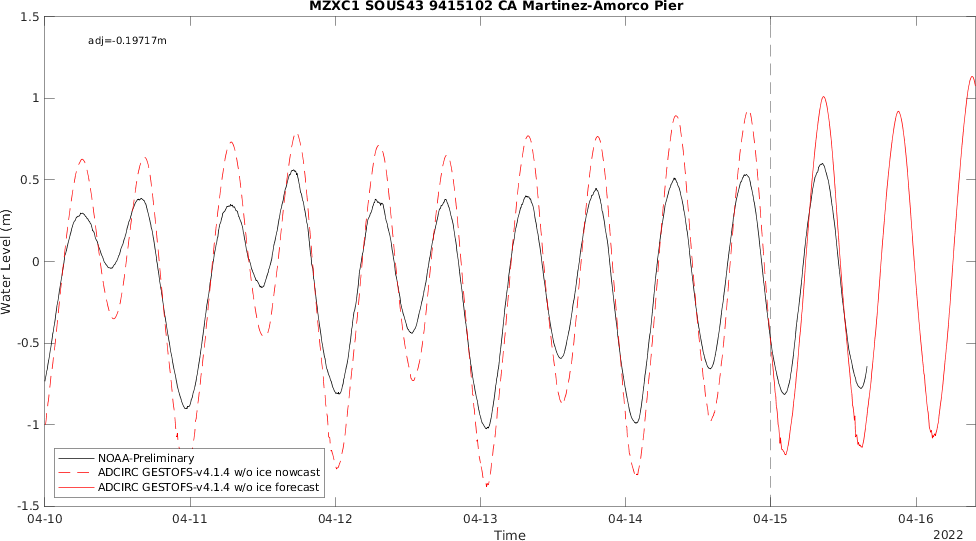 MZXC1 SOUS43 9415102 CA Martinez-Amorco Pier
adj=-0.19717m
1.5
1
0.5
0
-0.5
-1
-1.5
Water Level (m)
NOAA-Preliminary
ADCIRC GESTOFS-v4.1.4 w/o ice nowcast
ADCIRC GESTOFS-v4.1.4 w/o ice forecast
04-10 04-11 04-12 04-13 04-14 04-15 04-16
Time
2022